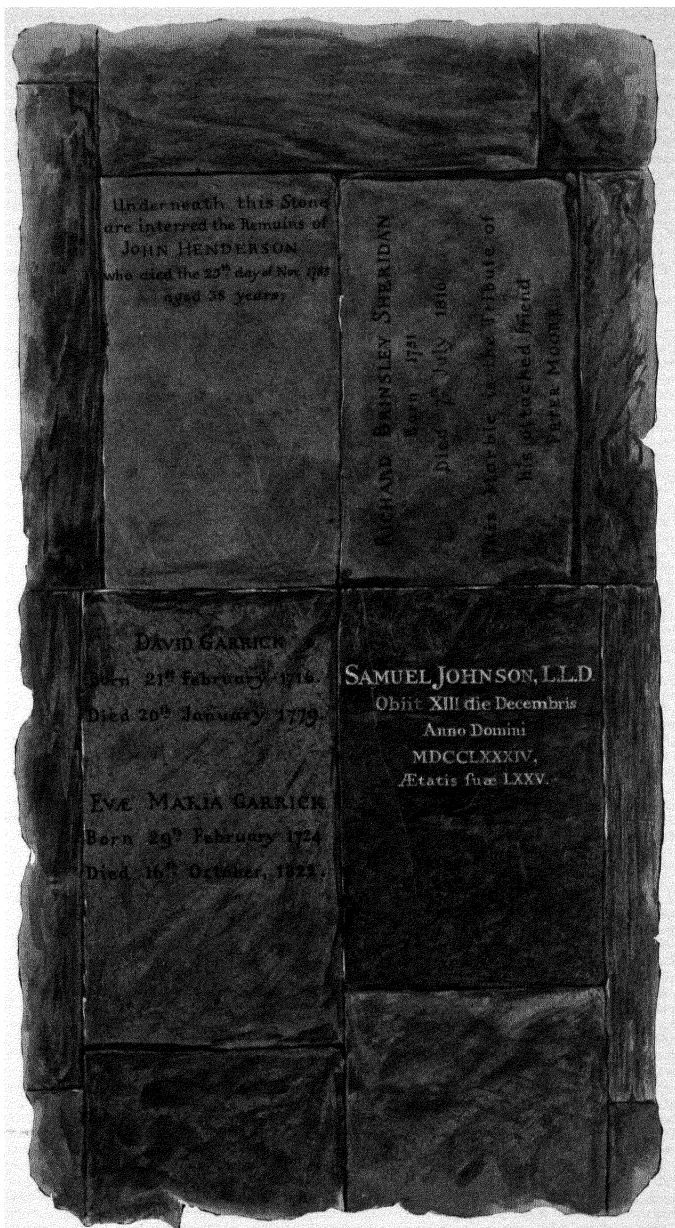 Underneath this Stone
are interred the Remains of
JOHN HENDERSON
who died the 25th day of Nov. 1785
aged 38 years,
RICHARD BRINSLEY SHERIDAN
Born 1751
Died 7th July 1816
This Marble is the Tribute of
his attached friend
PETER MOORE.
DAVID GARRICK
Born 21st February 1716.
Died 20th January 1779.
EVÆ MARIA GARRICK
Born 29th February 1724
Died 16th October, 1822.
SAMUEL JOHNSON, L.L.D.
Obiit XIII die Decembris
Anno Domini
MDCCLXXXIV,
Ætatis ſuæ LXXV.